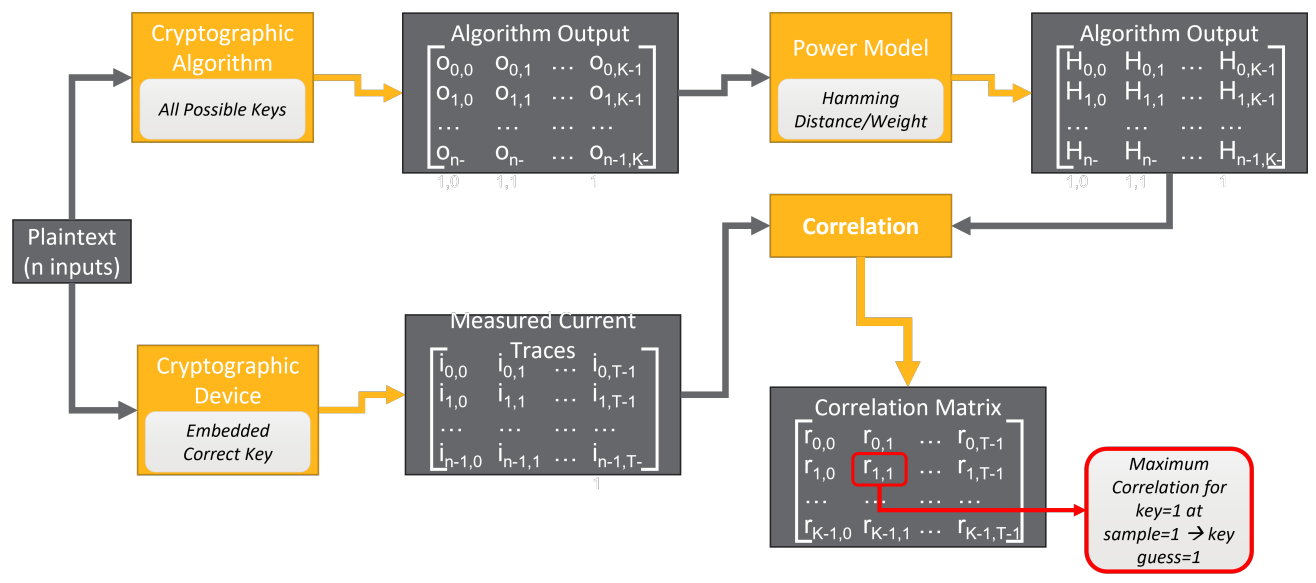 Cryptographic
Algorithm
All Possible Keys
Algorithm Output
o0,0 o0,1 … o0,K-1
o1,0 o1,1 … o1,K-1
… … … …
on- on- … on-1,K-
1,0 1,1 1
Power Model
Hamming
Distance/Weight
Algorithm Output
H0,0 H0,1 … H0,K-1
H1,0 H1,1 … H1,K-1
… … … …
Hn- Hn- … Hn-1,K-
1,0 1,1 1
Plaintext
(n inputs)
Correlation
Cryptographic
Device
Embedded
Correct Key
Measured Current
Traces
i0,0 i0,1 … i0,T-1
i1,0 i1,1 … i1,T-1
… … … …
in-1,0 in-1,1 … in-1,T-
1
Correlation Matrix
r0,0 r0,1 … r0,T-1
r1,0 r1,1 … r1,T-1
… … … …
rK-1,0 rK-1,1 … rK-1,T-1
Maximum
Correlation for
key=1 at
sample=1 → key
guess=1